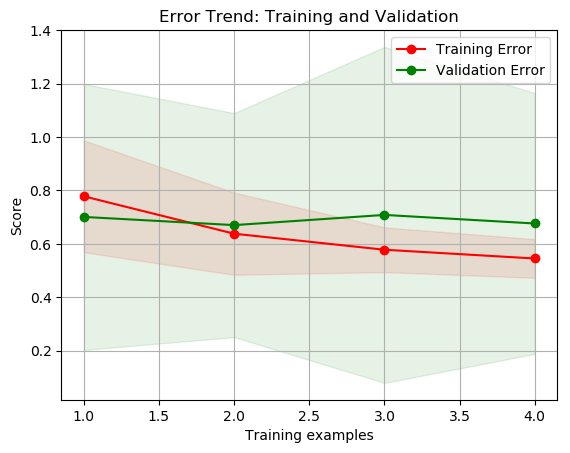 Error Trend: Training and Validation
Training Error
Validation Error
Score
1.4
1.2
1.0
0.8
0.6
0.4
0.2
1.0
1.5
2.0
2.5
3.0
3.5
4.0
Training examples